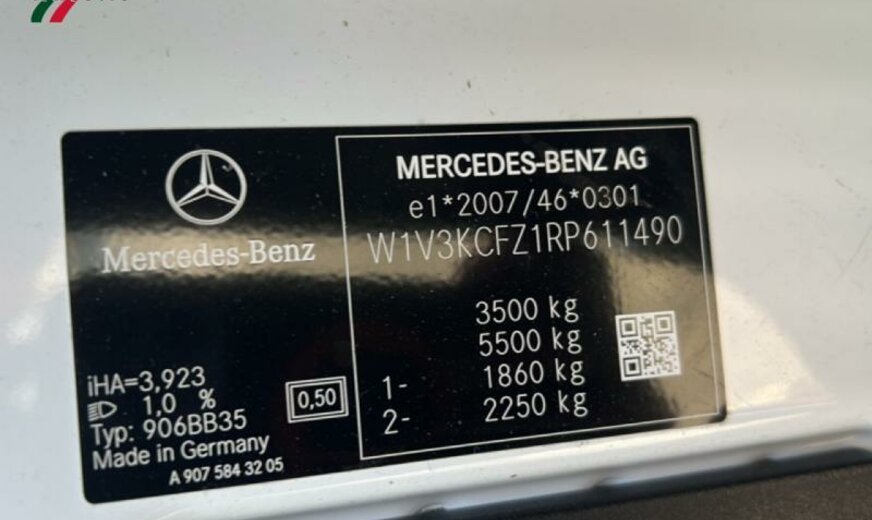 Mercedes-Benz
iHA=3,923
1,0 %
Typ: 906BB35
Made in Germany
A 907 584 32 05
0,50
MERCEDES-BENZ AG
e1*2007/46*0301
W1V3KCFZ1RP611490
3500 kg
5500 kg
1- 1860 kg
2- 2250 kg